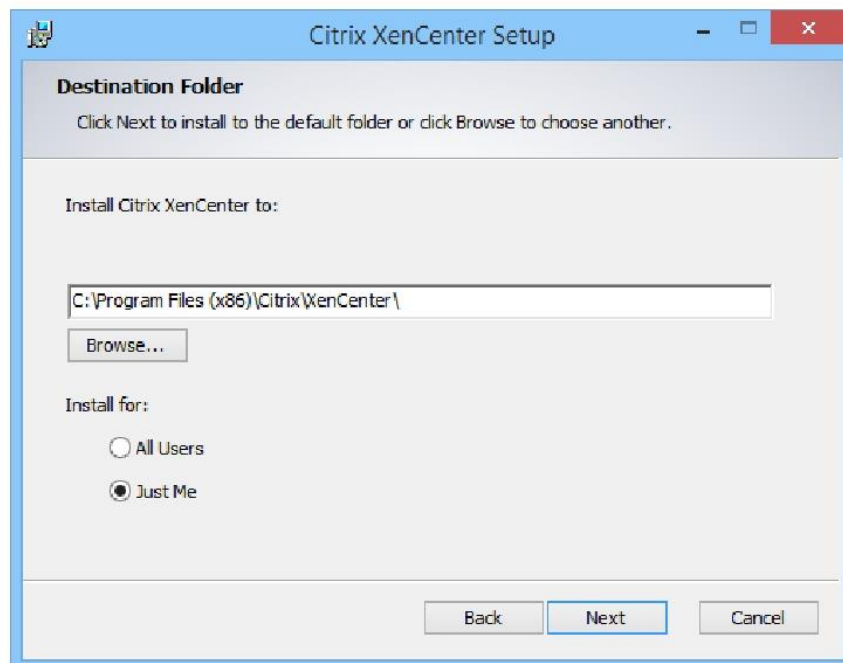 Citrix XenCenter Setup
Destination Folder
Click Next to install to the default folder or click Browse to choose another.
Install Citrix XenCenter to:
C:\Program Files (x86)\Citrix\XenCenter\
Browse...
Install for:
All Users
Just Me
Back Next Cancel